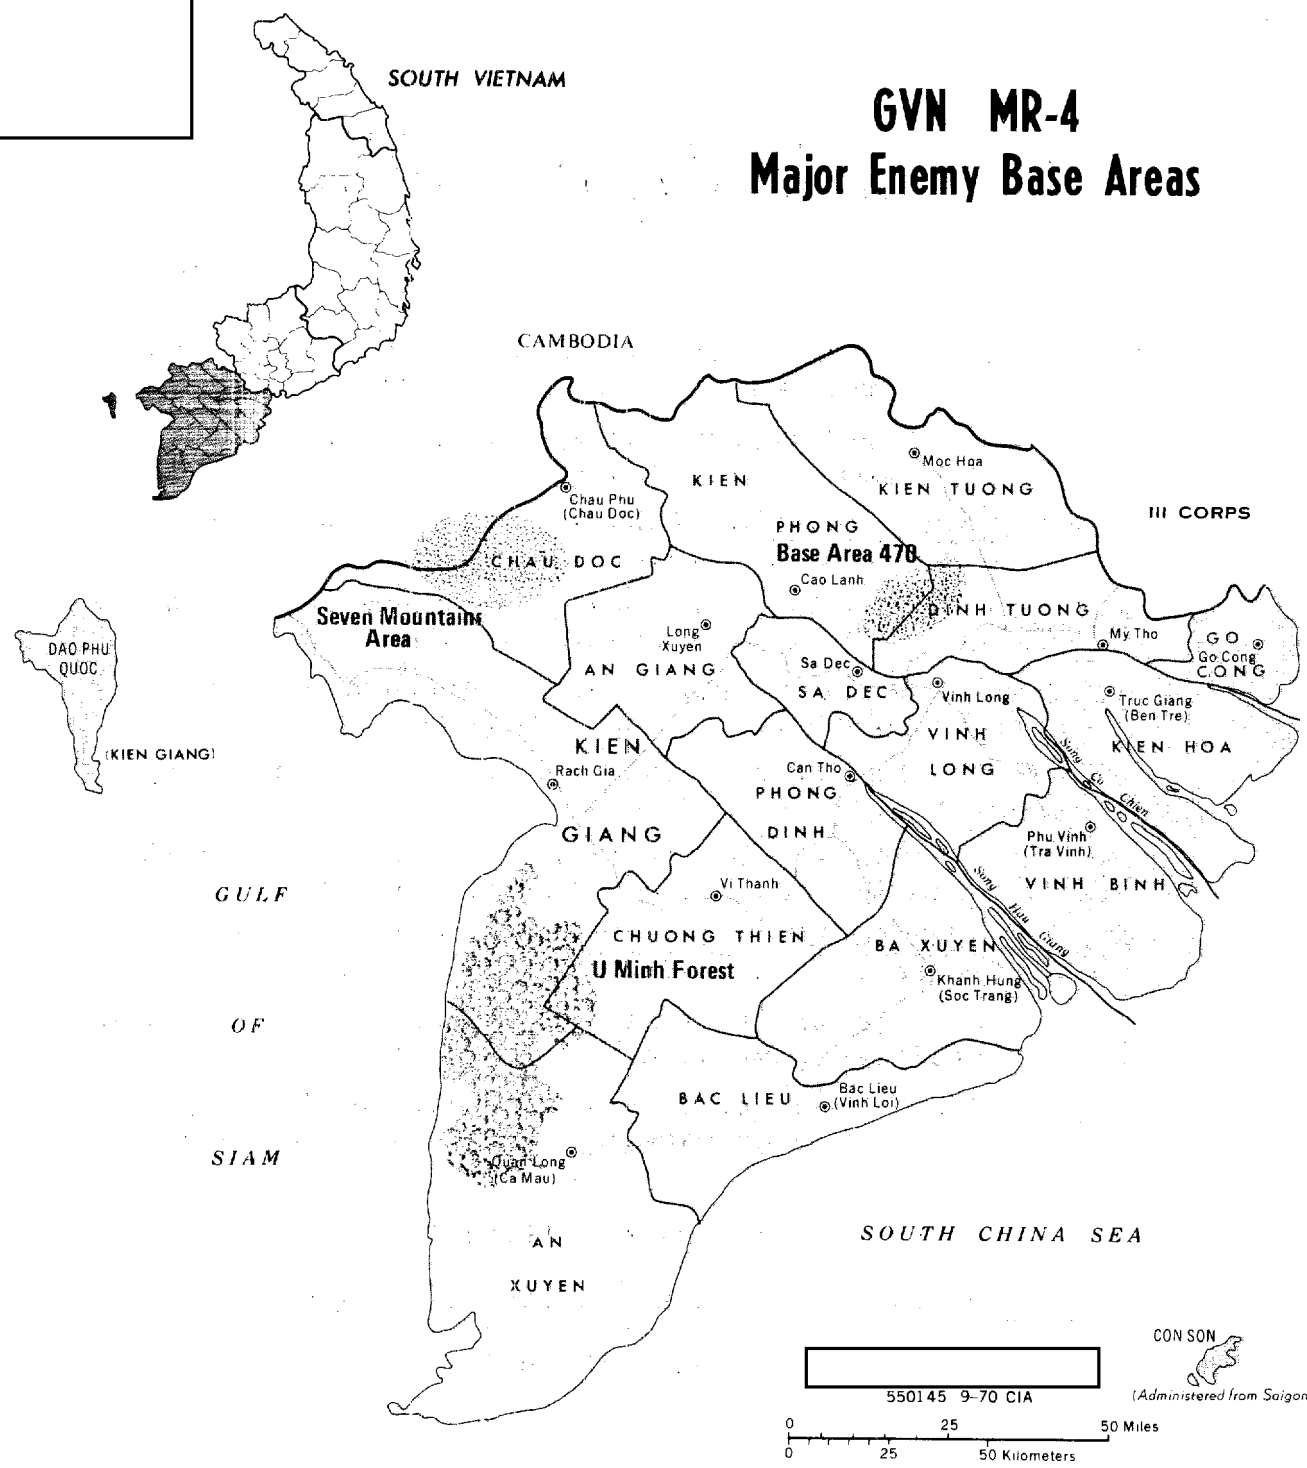 SOUTH VIETNAM
GVN MR-4
Major Enemy Base Areas
CAMBODIA
Moc Hoa
KIEN TUONG
KIEN
Chau Phu
(Chau Doc)
III CORPS
PHONG
Base Area 470
CHAU DOC
Cao Lanh
Seven Mountains
Area
DINH TUONG
Long
Xuyen
My Tho
GO
Go Cong
CONG
DAO PHU
QUOC
AN GIANG
Sa Dec
SA DEC
Vinh Long
Truc Giang
(Ben Tre)
(KIEN GIANG)
KIEN
VINH
LONG
KIEN HOA
Song Co Chien
Rach Gia
Can Tho
PHONG
DINH
GIANG
Phu Vinh
(Tra Vinh)
VINH BINH
Vi Thanh
Song Hau Giang
GULF
OF
SIAM
CHUONG THIEN
U Minh Forest
BA XUYEN
Khanh Hung
(Soc Trang)
BAC LIEU
Bac Lieu
(Vinh Loi)
Quan Long
(Ca Mau)
AN
XUYEN
SOUTH CHINA SEA
CON SON
(Administered from Saigon
550145 9-70 CIA
0 25 50 Miles
0 25 50 Kilometers